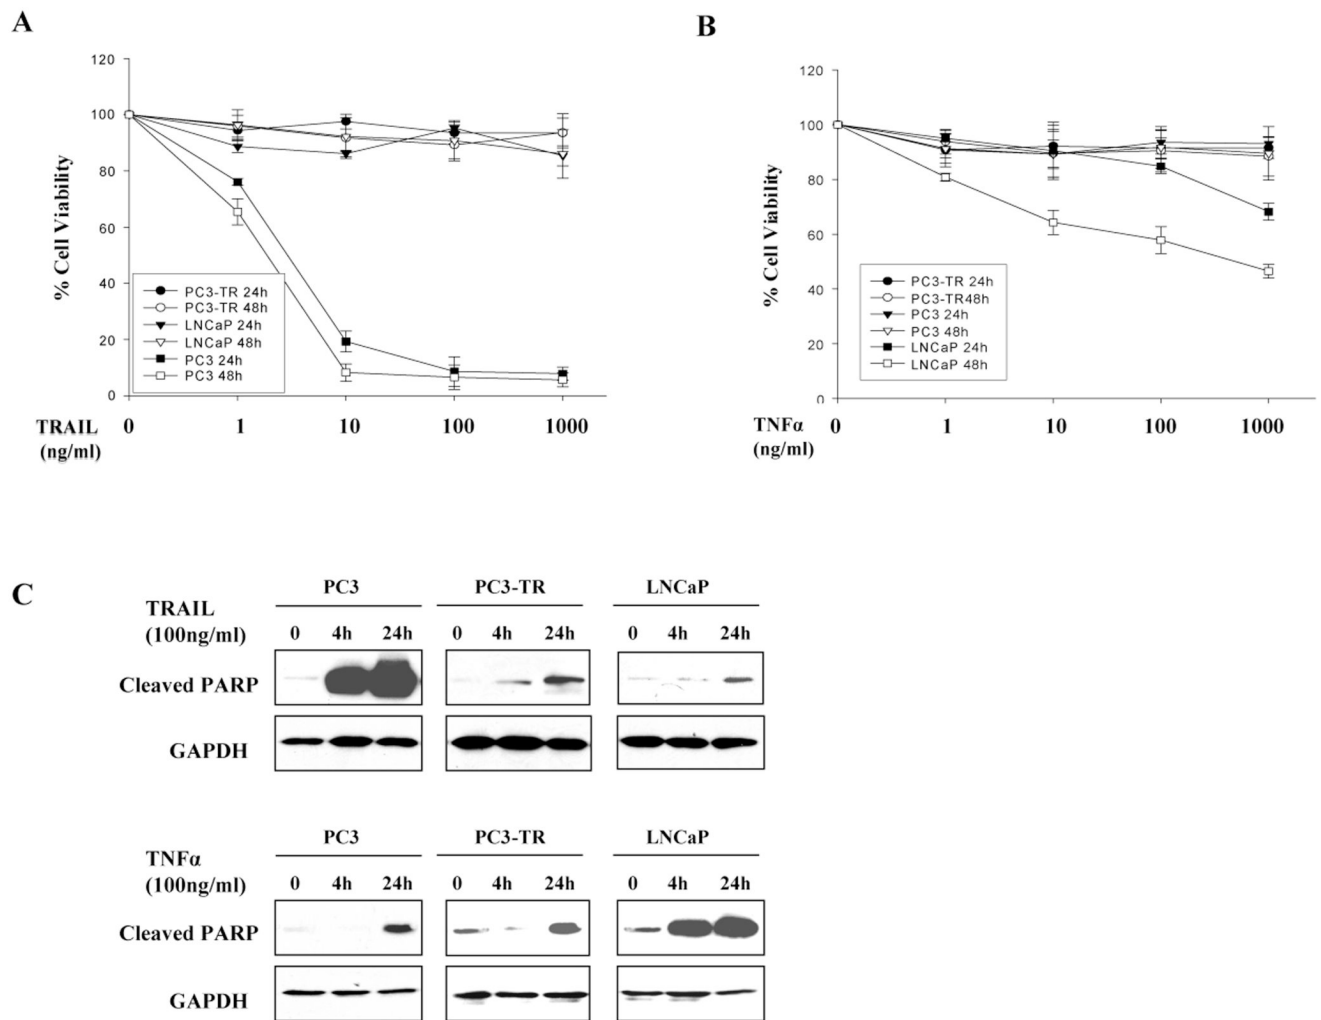 A
120
100
80
60
40
20
0
% Cell Viability
PC3-TR 24h
PC3-TR 48h
LNCaP 24h
LNCaP 48h
PC3 24h
PC3 48h
TRAIL 0 1 10 100 1000
(ng/ml)
B
120
100
80
60
40
20
0
% Cell Viability
PC3-TR 24h
PC3-TR48h
PC3 24h
PC3 48h
LNCaP 24h
LNCaP 48h
TNFα 0 1 10 100 1000
(ng/ml)
C
PC3 PC3-TR LNCaP
TRAIL
(100ng/ml) 0 4h 24h 0 4h 24h 0 4h 24h
Cleaved PARP
GAPDH
PC3 PC3-TR LNCaP
TNFα
(100ng/ml) 0 4h 24h 0 4h 24h 0 4h 24h
Cleaved PARP
GAPDH